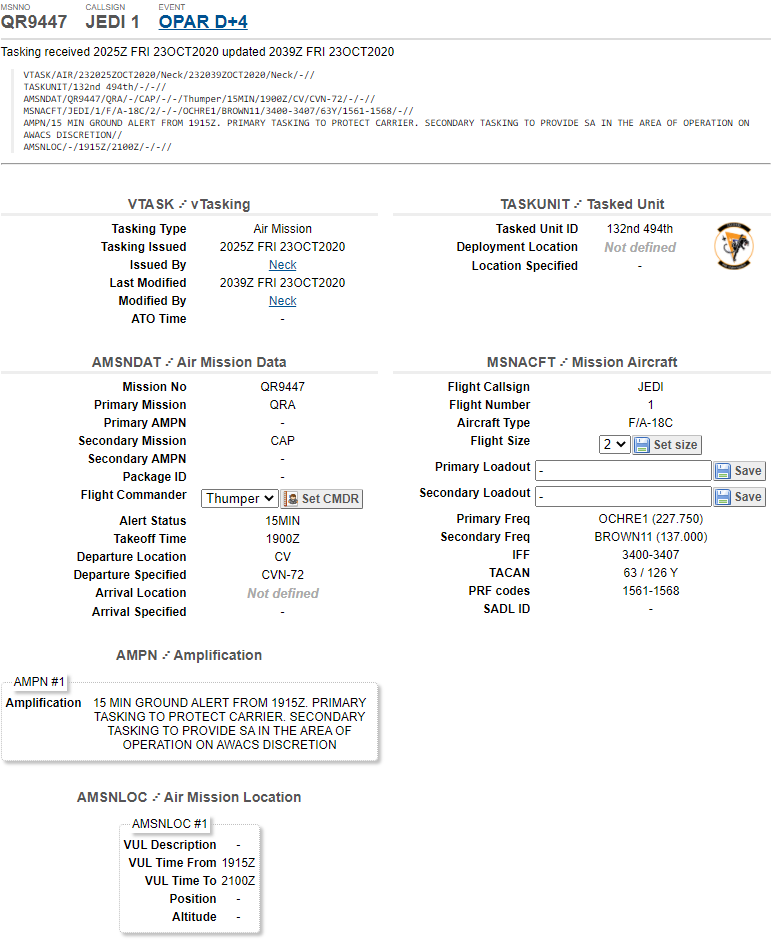 MSNNO CALLSIGN EVENT
QR9447 JEDI 1 OPAR D+4
Tasking received 2025Z FRI 23OCT2020 updated 2039Z FRI 23OCT2020
VTASK/AIR/232025ZOCT2020/Neck/232039ZOCT2020/Neck/-//
TASKUNIT/132nd 494th/-/-//
AMSNDAT/QR9447/QRA/-/CAP/-/-/Thumper/15MIN/1900Z/CV/CVN-72/-/-//
MSNACFT/JEDI/1/F/A-18C/2/-/-/OCHRE1/BROWN11/3400-3407/63Y/1561-1568/-//
AMPN/15 MIN GROUND ALERT FROM 1915Z. PRIMARY TASKING TO PROTECT CARRIER. SECONDARY TASKING TO PROVIDE SA IN THE AREA OF OPERATION ON
AWACS DISCRETION//
AMSNLOC/-/1915Z/2100Z/-/-//
VTASK .⁄∙ vTasking
Tasking Type Air Mission
Tasking Issued 2025Z FRI 23OCT2020
Issued By Neck
Last Modified 2039Z FRI 23OCT2020
Modified By Neck
ATO Time -
TASKUNIT .⁄∙ Tasked Unit
Tasked Unit ID 132nd 494th
Deployment Location Not defined
Location Specified -
AMSNDAT .⁄∙ Air Mission Data
Mission No QR9447
Primary Mission QRA
Primary AMPN -
Secondary Mission CAP
Secondary AMPN -
Package ID -
Flight Commander Thumper Set CMDR
Alert Status 15MIN
Takeoff Time 1900Z
Departure Location CV
Departure Specified CVN-72
Arrival Location Not defined
Arrival Specified -
MSNACFT .⁄∙ Mission Aircraft
Flight Callsign JEDI
Flight Number 1
Aircraft Type F/A-18C
Flight Size 2 Set size
Primary Loadout - Save
Secondary Loadout - Save
Primary Freq OCHRE1 (227.750)
Secondary Freq BROWN11 (137.000)
IFF 3400-3407
TACAN 63 / 126 Y
PRF codes 1561-1568
SADL ID -
AMPN .⁄∙ Amplification
AMPN #1
Amplification 15 MIN GROUND ALERT FROM 1915Z. PRIMARY
TASKING TO PROTECT CARRIER. SECONDARY
TASKING TO PROVIDE SA IN THE AREA OF
OPERATION ON AWACS DISCRETION
AMSNLOC .⁄∙ Air Mission Location
AMSNLOC #1
VUL Description -
VUL Time From 1915Z
VUL Time To 2100Z
Position -
Altitude -